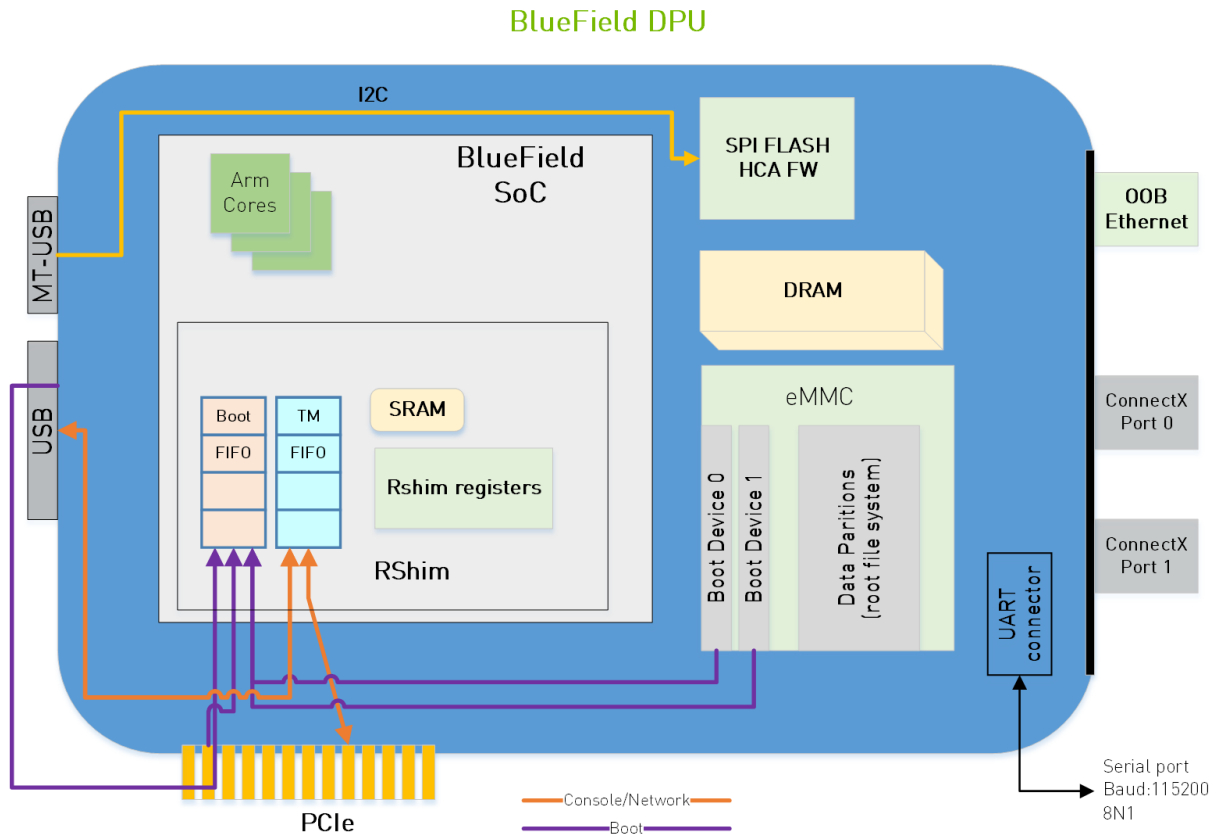 BlueField DPU
I2C
BlueField
SoC
Arm
Cores
SPI FLASH
HCA FW
OOB
Ethernet
MT-USB
DRAM
USB
eMMC
ConnectX
Port 0
Boot
FIFO
TM
FIFO
SRAM
Rshim registers
RShim
Boot Device 0
Boot Device 1
Data Paritions
(root file system)
ConnectX
Port 1
UART
connector
Serial port
Baud:115200
8N1
PCIe
Console/Network
Boot